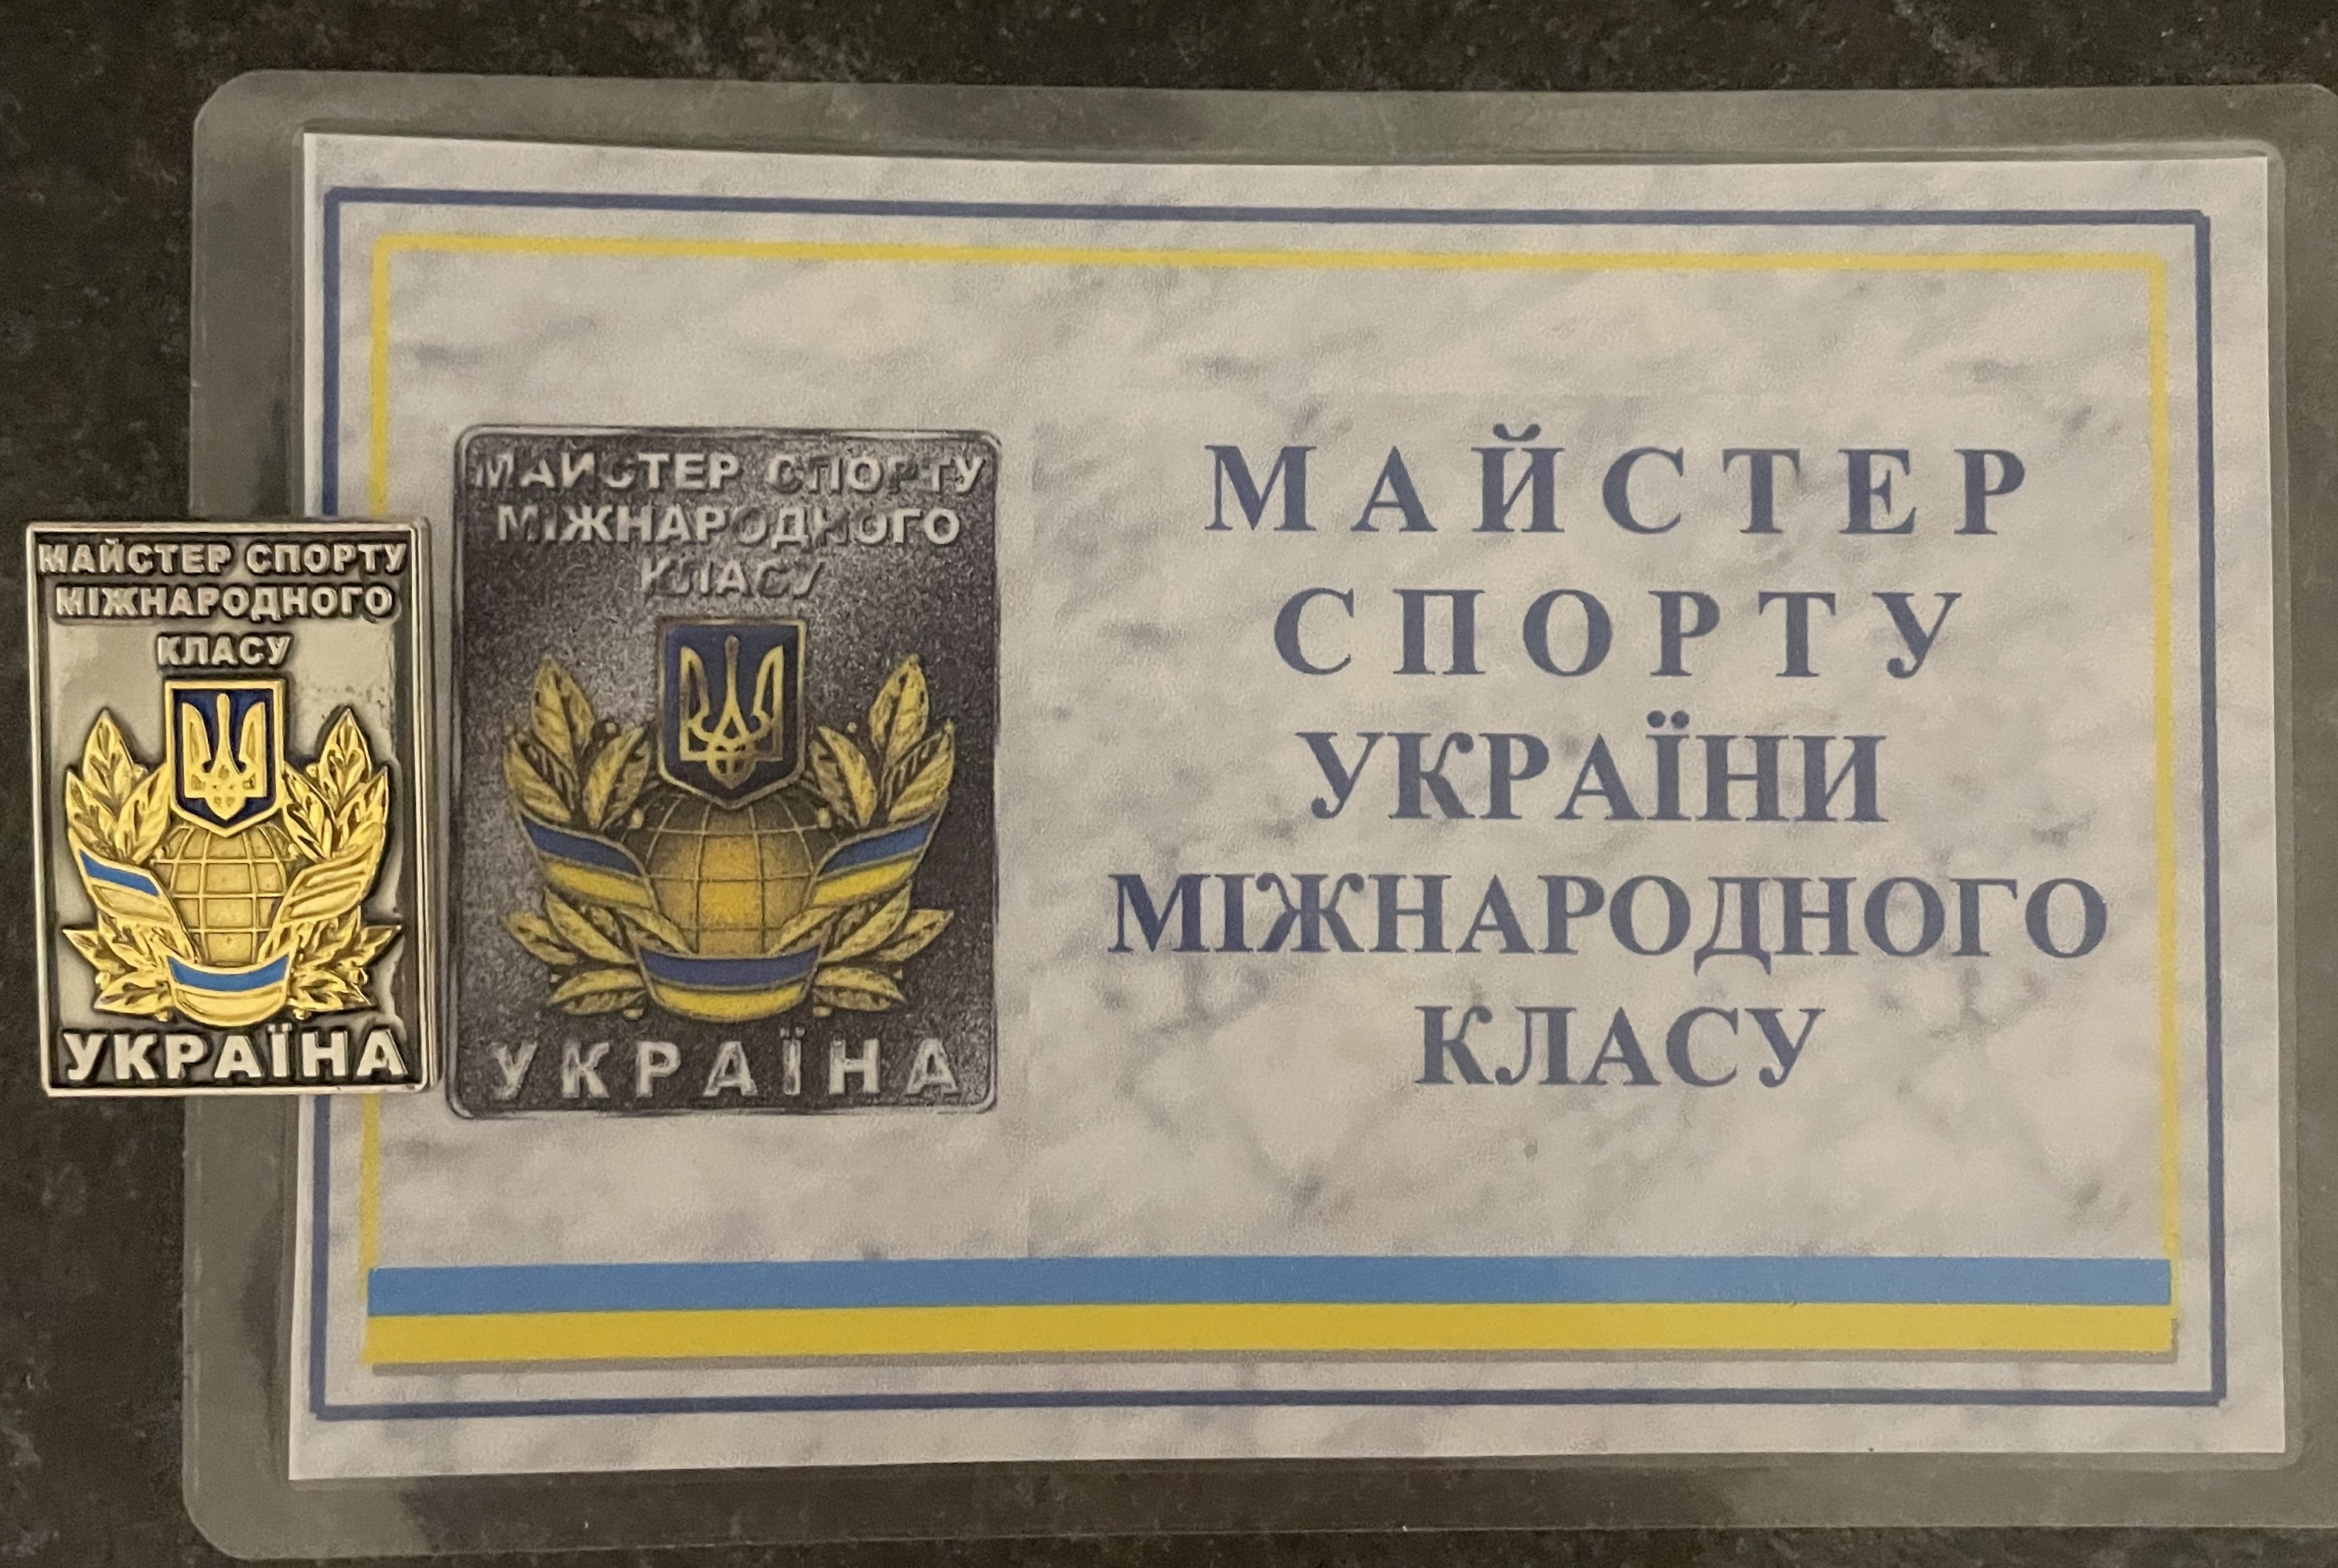 МАЙСТЕР СПОРТУ
МІЖНАРОДНОГО
КЛАСУ
УКРАЇНА
МАЙСТЕР СПОРТУ
МІЖНАРОДНОГО
КЛАСУ
УКРАЇНА
МАЙСТЕР
СПОРТУ
УКРАЇНИ
МІЖНАРОДНОГО
КЛАСУ